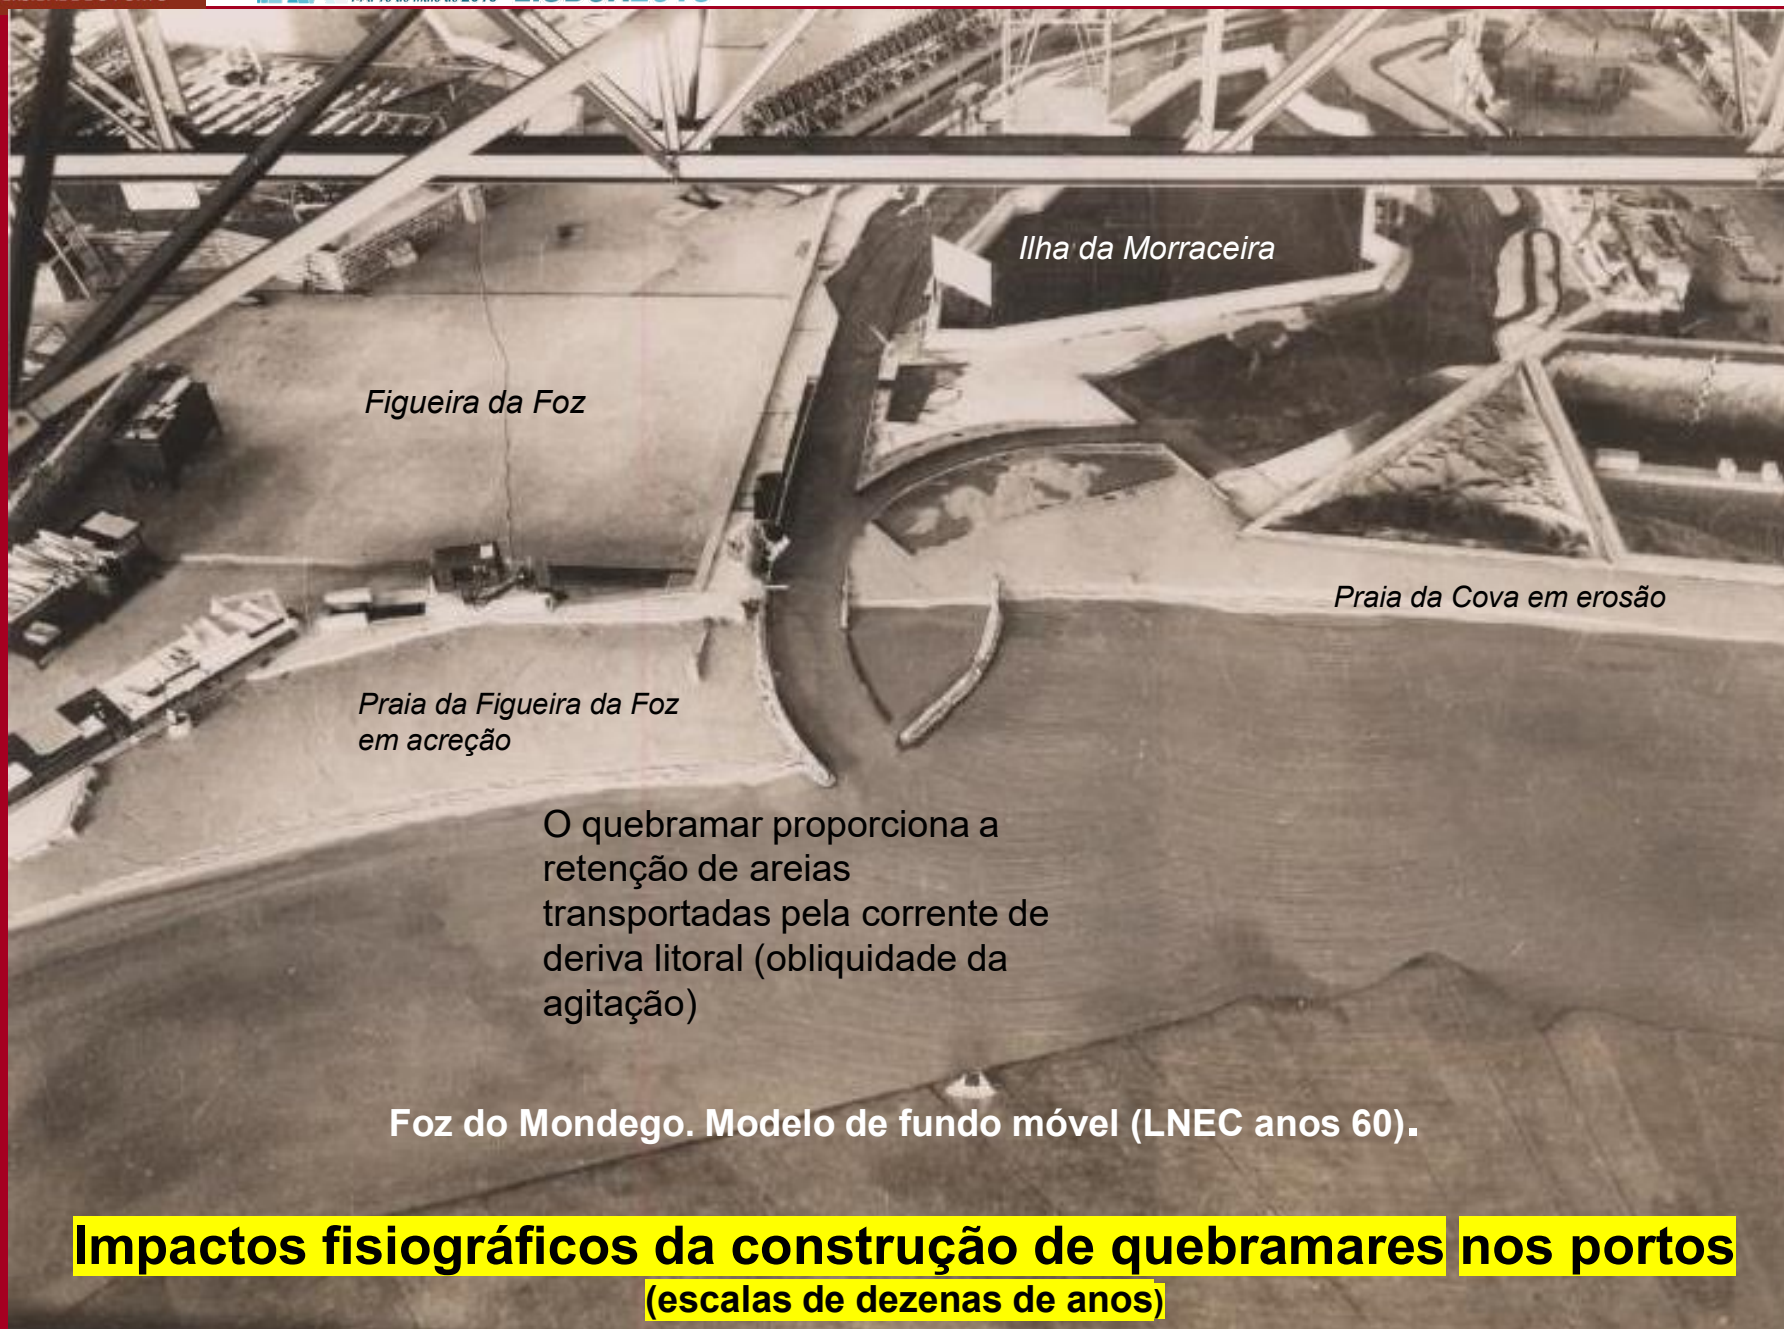 Ilha da Morraceira
Figueira da Foz
Praia da Cova em erosão
Praia da Figueira da Foz
em acreção
O quebramar proporciona a
retenção de areias
transportadas pela corrente de
deriva litoral (obliquidade da
agitação)
Foz do Mondego. Modelo de fundo móvel (LNEC anos 60).
Impactos fisiográficos da construção de quebramares nos portos
(escalas de dezenas de anos)